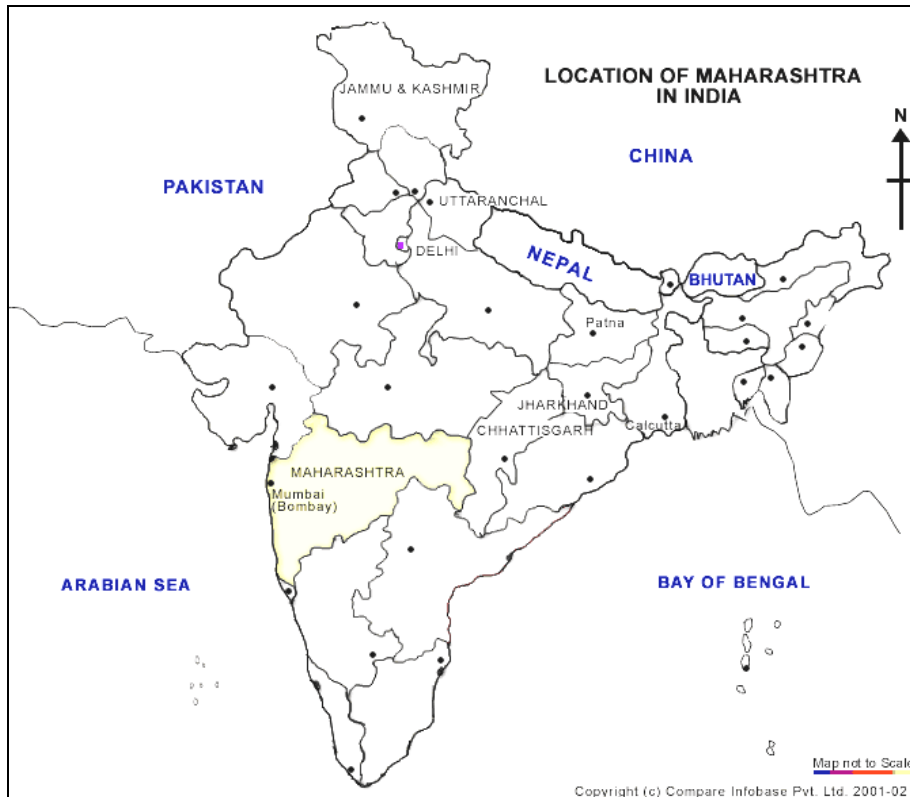 LOCATION OF MAHARASHTRA
IN INDIA
N
JAMMU & KASHMIR
CHINA
PAKISTAN
UTTARANCHAL
DELHI
NEPAL
BHUTAN
Patna
JHARKHAND
CHHATTISGARH
Calcutta
MAHARASHTRA
Mumbai
(Bombay)
ARABIAN SEA
BAY OF BENGAL
Map not to Scale
Copyright (c) Compare Infobase Pvt. Ltd. 2001-02